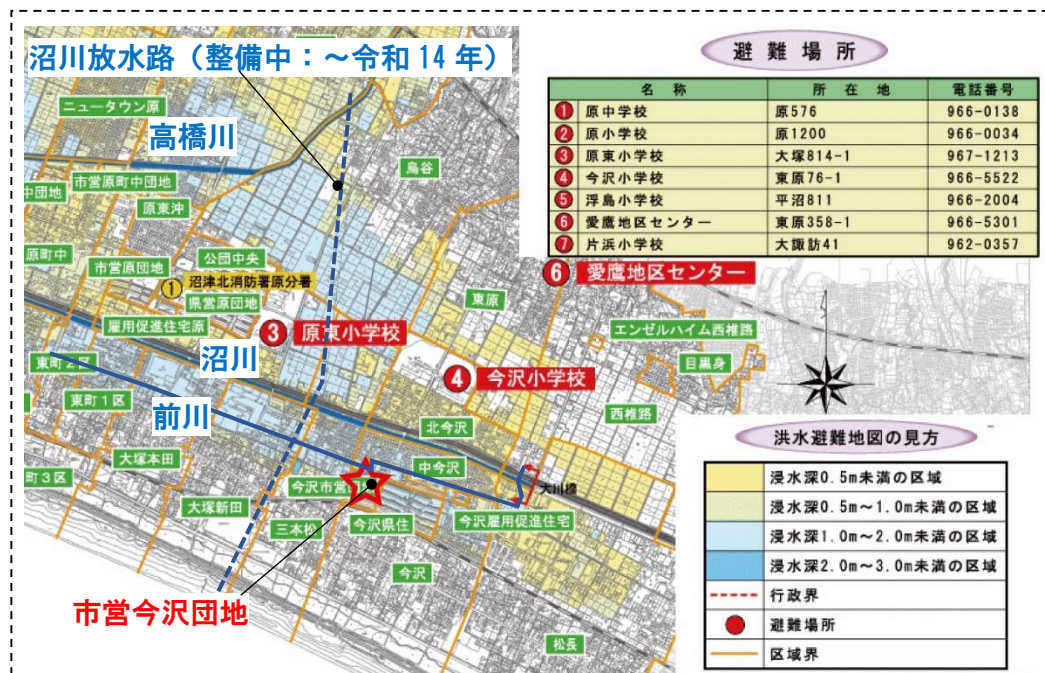 沼川放水路（整備中：～令和 14 年）
ニュータウン原
高橋川
鳥谷
市営原町中団地
中団地
原東沖
原町中
市営原団地
公団中央
① 沼津北消防署原分署
県営原団地
雇用促進住宅原
③ 原東小学校
東原
⑥ 愛鷹地区センター
エンゼルハイム西椎路
目黒身
東町2区
沼川
④ 今沢小学校
東町1区
前川
西椎路
北今沢
大塚本田
中今沢
町3区
今沢市営団
大川橋
大塚新田
三本松
今沢県住
今沢雇用促進住宅
今沢
市営今沢団地
松長
避難場所
名称 所在地 電話番号
① 原中学校 原576 966-0138
② 原小学校 原1200 966-0034
③ 原東小学校 大塚814-1 967-1213
④ 今沢小学校 東原76-1 966-5522
⑤ 浮島小学校 平沼811 966-2004
⑥ 愛鷹地区センター 東原358-1 966-5301
⑦ 片浜小学校 大諏訪41 962-0357
洪水避難地図の見方
浸水深0.5m未満の区域
浸水深0.5m～1.0m未満の区域
浸水深1.0m～2.0m未満の区域
浸水深2.0m～3.0m未満の区域
行政界
避難場所
区域界